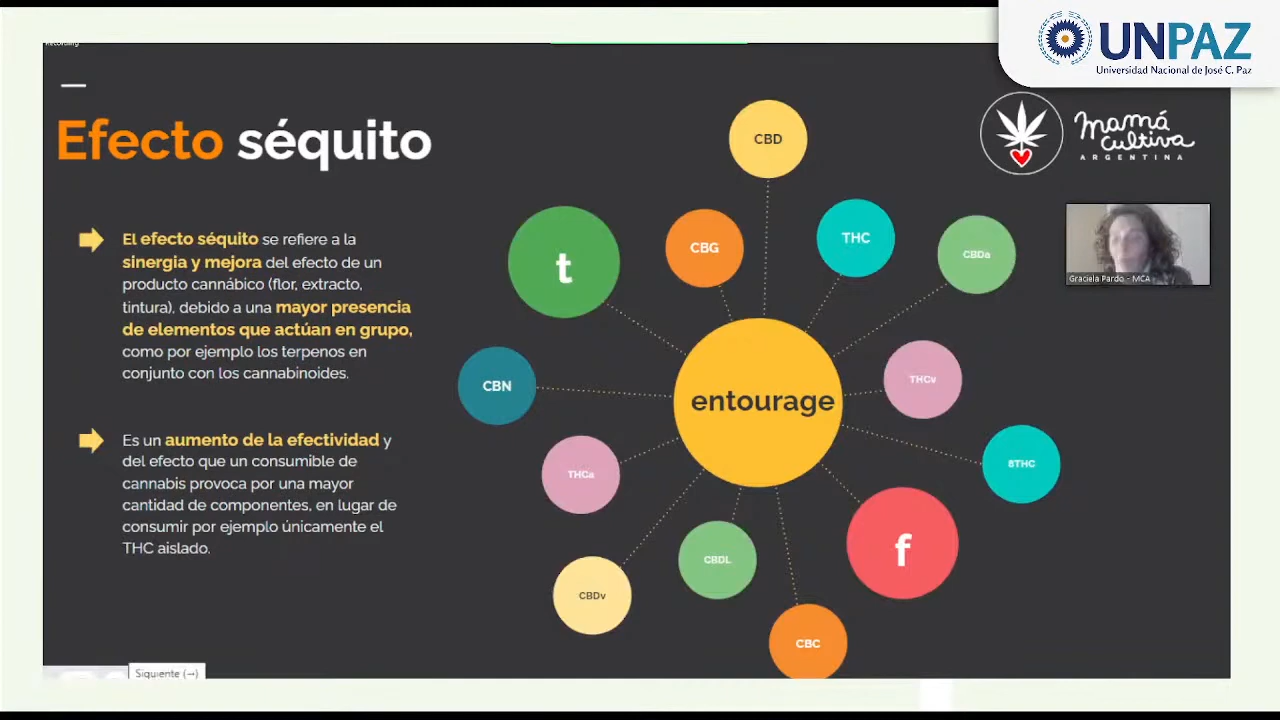 Recording
UNPAZ
Universidad Nacional de José C. Paz
Efecto séquito
mamá
cultiva
ARGENTINA
El efecto séquito se refiere a la
sinergia y mejora del efecto de un
producto cannábico (flor, extracto,
tintura), debido a una mayor presencia
de elementos que actúan en grupo,
como por ejemplo los terpenos en
conjunto con los cannabinoides.
Es un aumento de la efectividad y
del efecto que un consumible de
cannabis provoca por una mayor
cantidad de componentes, en lugar de
consumir por ejemplo únicamente el
THC aislado.
CBD
t
CBG
THC
CBDa
CBN
entourage
THCv
THCa
8THC
CBDL
f
CBDv
CBC
Graciela Pardo - MCA
Siguiente (→)